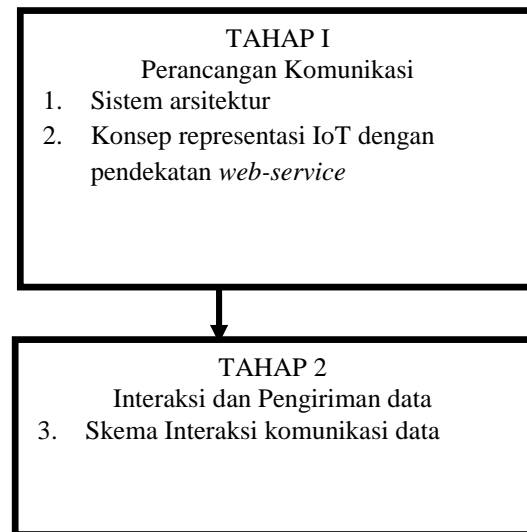 TAHAP I
Perancangan Komunikasi
1. Sistem arsitektur
2. Konsep representasi IoT dengan
pendekatan web-service
TAHAP 2
Interaksi dan Pengiriman data
3. Skema Interaksi komunikasi data